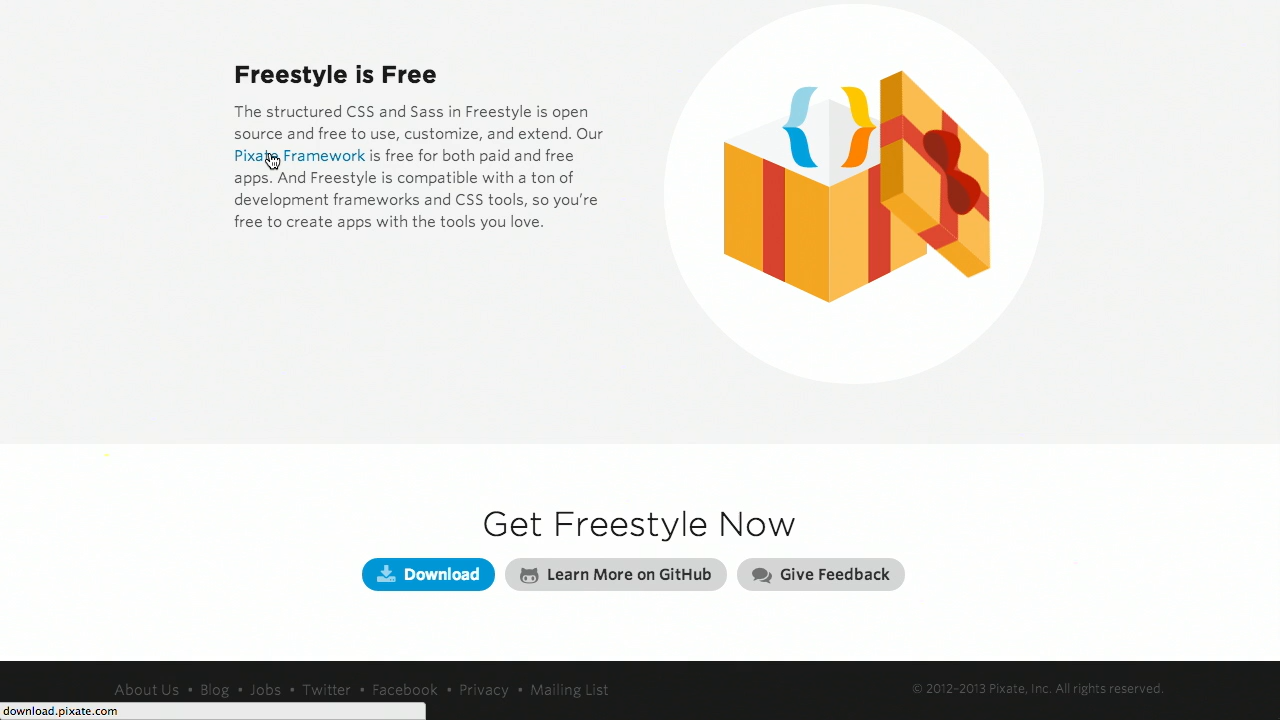 Freestyle is Free
The structured CSS and Sass in Freestyle is open
source and free to use, customize, and extend. Our
Pixate Framework is free for both paid and free
apps. And Freestyle is compatible with a ton of
development frameworks and CSS tools, so you’re
free to create apps with the tools you love.
Get Freestyle Now
Download Learn More on GitHub Give Feedback
About Us • Blog • Jobs • Twitter • Facebook • Privacy • Mailing List © 2012-2013 Pixate, Inc. All rights reserved.
download.pixate.com